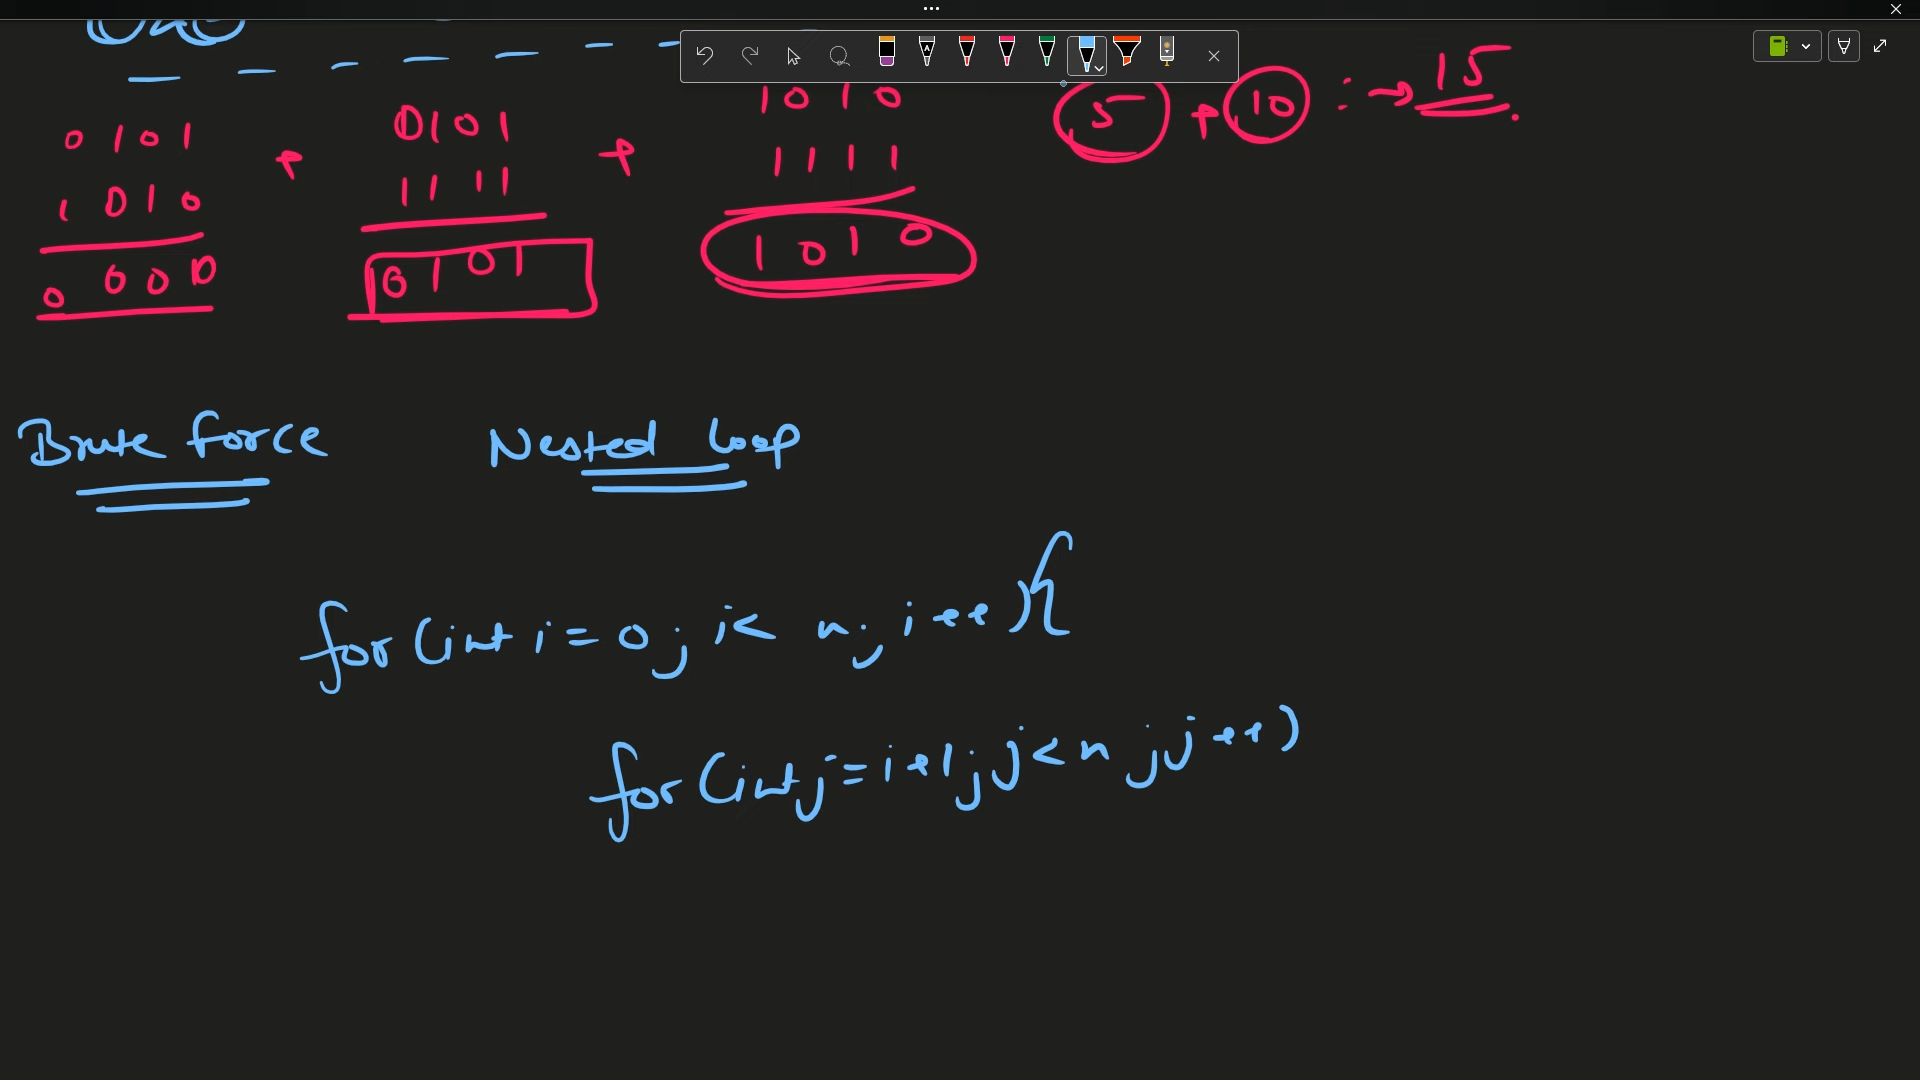 0101 + 0101 + 1010 5 + 10 : → 15.
1010 1111 1111
0000 0101 1010
Brute force Nested loop
for(int i=0; i< n; i++){
for(int j=i+1; j<n; j++)